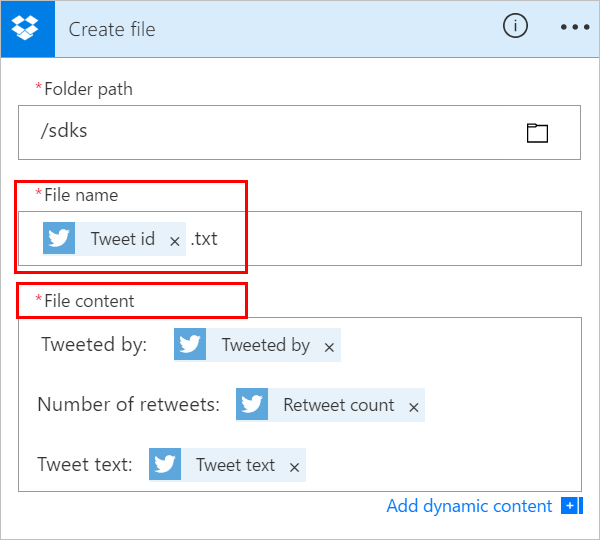 Create file
*Folder path
/sdks
*File name
Tweet id × .txt
*File content
Tweeted by: Tweeted by ×
Number of retweets: Retweet count ×
Tweet text: Tweet text ×
Add dynamic content